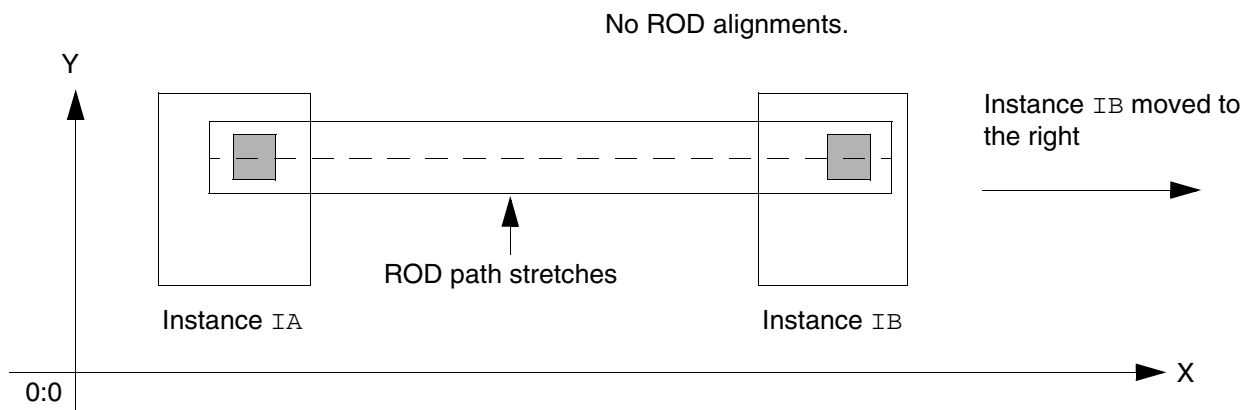 No ROD alignments.
Y
Instance IB moved to
the right
ROD path stretches
Instance IA
Instance IB
X
0:0